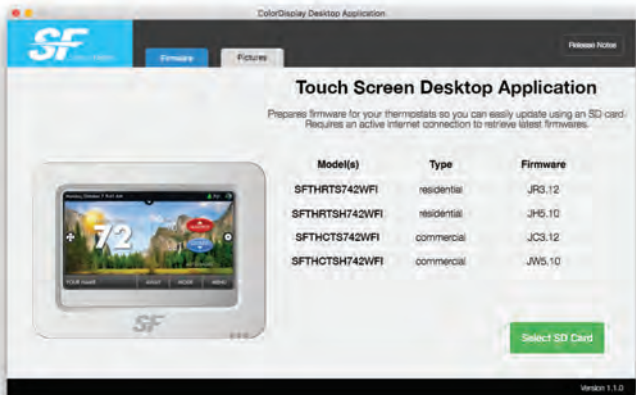 ColorDisplay Desktop Application
SF
Firmware
Pictures
Release Notes
Touch Screen Desktop Application
Prepares firmware for your thermostats so you can easily update using an SD card.
Requires an active internet connection to retrieve latest firmwares.
Model(s) Type Firmware
SFTHRTS742WFI residential JR3.12
SFTHRTSH742WFI residential JH5.10
SFTHCTS742WFI commercial JC3.12
SFTHCTSH742WFI commercial JW5.10
72
MODE
MENU
SF
Select SD Card
Version 1.1.0